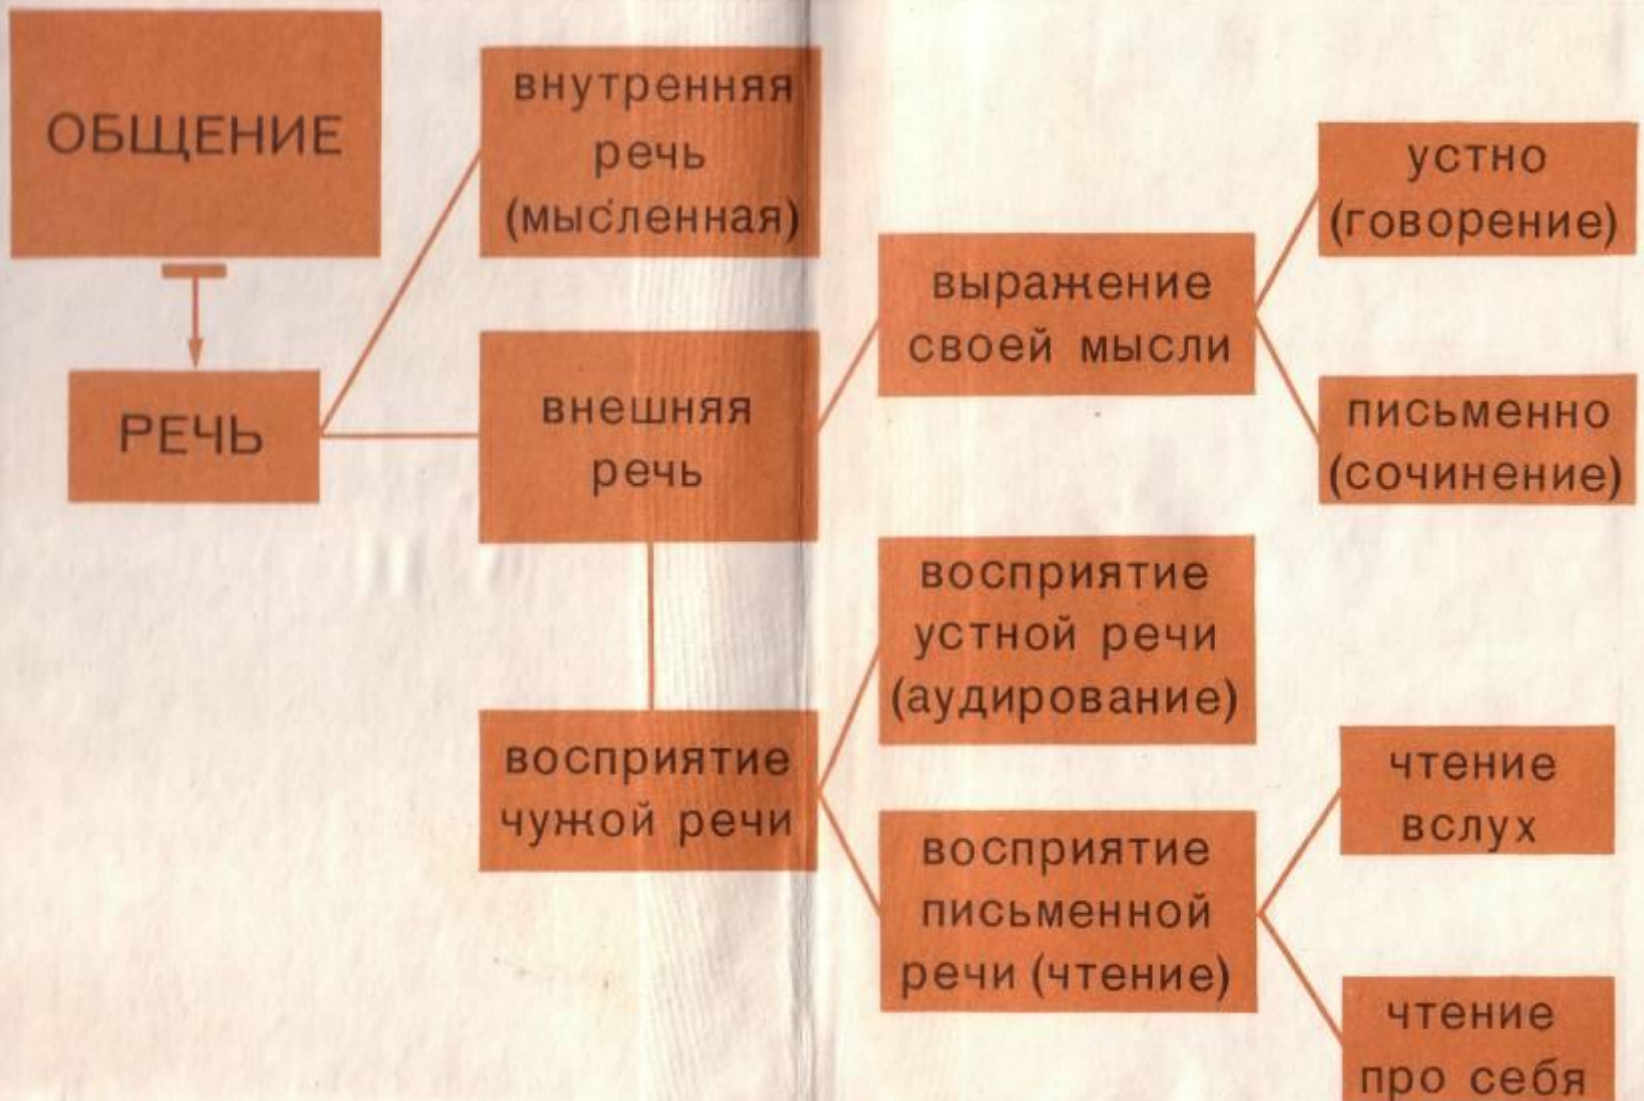 ОБЩЕНИЕ
РЕЧЬ
внутренняя
речь
(мысленная)
внешняя
речь
восприятие
чужой речи
выражение
своей мысли
устно
(говорение)
письменно
(сочинение)
восприятие
устной речи
(аудирование)
восприятие
письменной
речи (чтение)
чтение
вслух
чтение
про себя